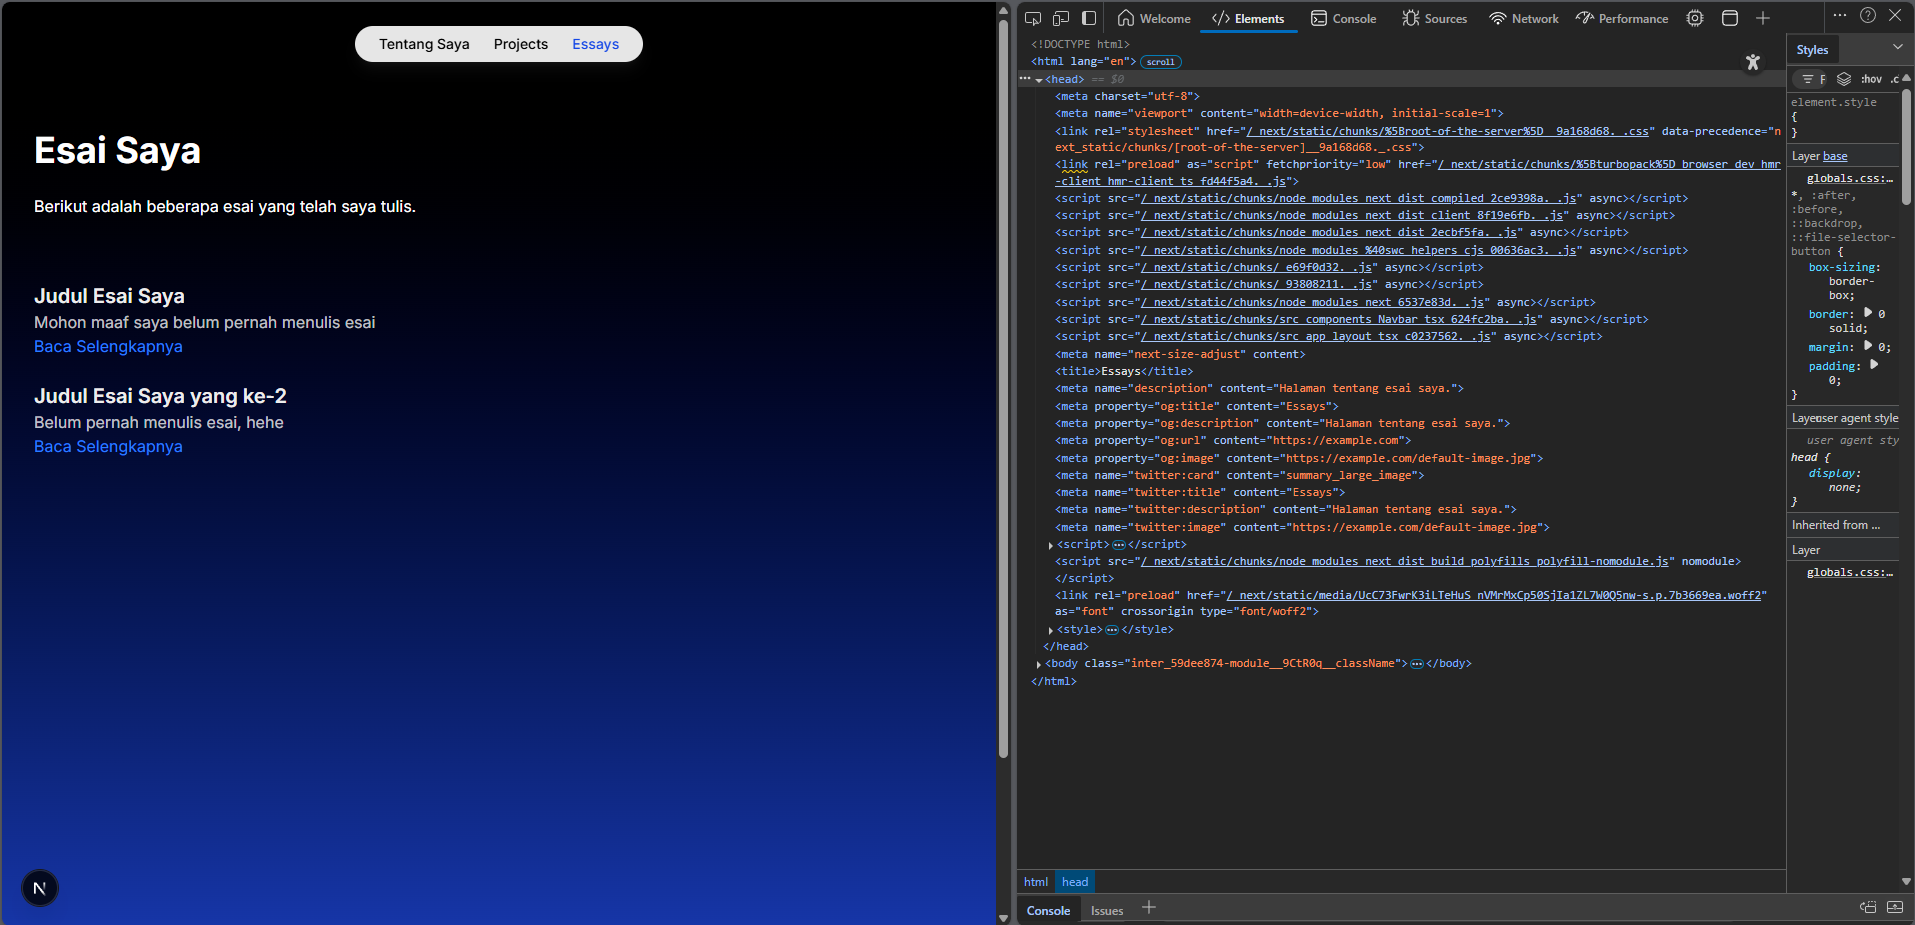 Tentang Saya Projects Essays
Esai Saya
Berikut adalah beberapa esai yang telah saya tulis.
Judul Esai Saya
Mohon maaf saya belum pernah menulis esai
Baca Selengkapnya
Judul Esai Saya yang ke-2
Belum pernah menulis esai, hehe
Baca Selengkapnya
N
Welcome Elements Console Sources Network Performance
<!DOCTYPE html>
<html lang="en"> scroll
<head> == $0
<meta charset="utf-8">
<meta name="viewport" content="width=device-width, initial-scale=1">
<link rel="stylesheet" href="/_next/static/chunks/%5Broot-of-the-server%5D__9a168d68._.css" data-precedence="n
ext_static/chunks/[root-of-the-server]__9a168d68._.css">
<link rel="preload" as="script" fetchpriority="low" href="/_next/static/chunks/%5Bturbopack%5D_browser_dev_hmr
-client_hmr-client_ts_fd44f5a4._.js">
<script src="/_next/static/chunks/node_modules_next_dist_compiled_2ce9398a._.js" async></script>
<script src="/_next/static/chunks/node_modules_next_dist_client_8f19e6fb._.js" async></script>
<script src="/_next/static/chunks/node_modules_next_dist_2ecbf5fa._.js" async></script>
<script src="/_next/static/chunks/node_modules_%40swc_helpers_cjs_00636ac3._.js" async></script>
<script src="/_next/static/chunks/_e69f0d32._.js" async></script>
<script src="/_next/static/chunks/_93808211._.js" async></script>
<script src="/_next/static/chunks/node_modules_next_6537e83d._.js" async></script>
<script src="/_next/static/chunks/src_components_Navbar_tsx_624fc2ba._.js" async></script>
<script src="/_next/static/chunks/src_app_layout_tsx_c0237562._.js" async></script>
<meta name="next-size-adjust" content>
<title>Essays</title>
<meta name="description" content="Halaman tentang esai saya.">
<meta property="og:title" content="Essays">
<meta property="og:description" content="Halaman tentang esai saya.">
<meta property="og:url" content="https://example.com">
<meta property="og:image" content="https://example.com/default-image.jpg">
<meta name="twitter:card" content="summary_large_image">
<meta name="twitter:title" content="Essays">
<meta name="twitter:description" content="Halaman tentang esai saya.">
<meta name="twitter:image" content="https://example.com/default-image.jpg">
<script>…</script>
<script src="/_next/static/chunks/node_modules_next_dist_build_polyfills_polyfill-nomodule.js" nomodule>
</script>
<link rel="preload" href="/_next/static/media/UcC73FwrK3iLTeHuS_nVMrMxCp50SjIa1ZL7W0Q5nw-s.p.7b3669ea.woff2"
as="font" crossorigin type="font/woff2">
<style>…</style>
</head>
<body class="inter_59dee874-module__9CtR0q__className">…</body>
</html>
html head
Console Issues
Styles
F :hov .c
element.style
{
}
Layer base
globals.css:…
*, :after,
:before,
::backdrop,
::file-selector-
button {
box-sizing:
border-
box;
border: 0
solid;
margin: 0;
padding:
0;
}
user agent style
user agent sty
head {
display:
none;
}
Inherited from ...
Layer
globals.css:…